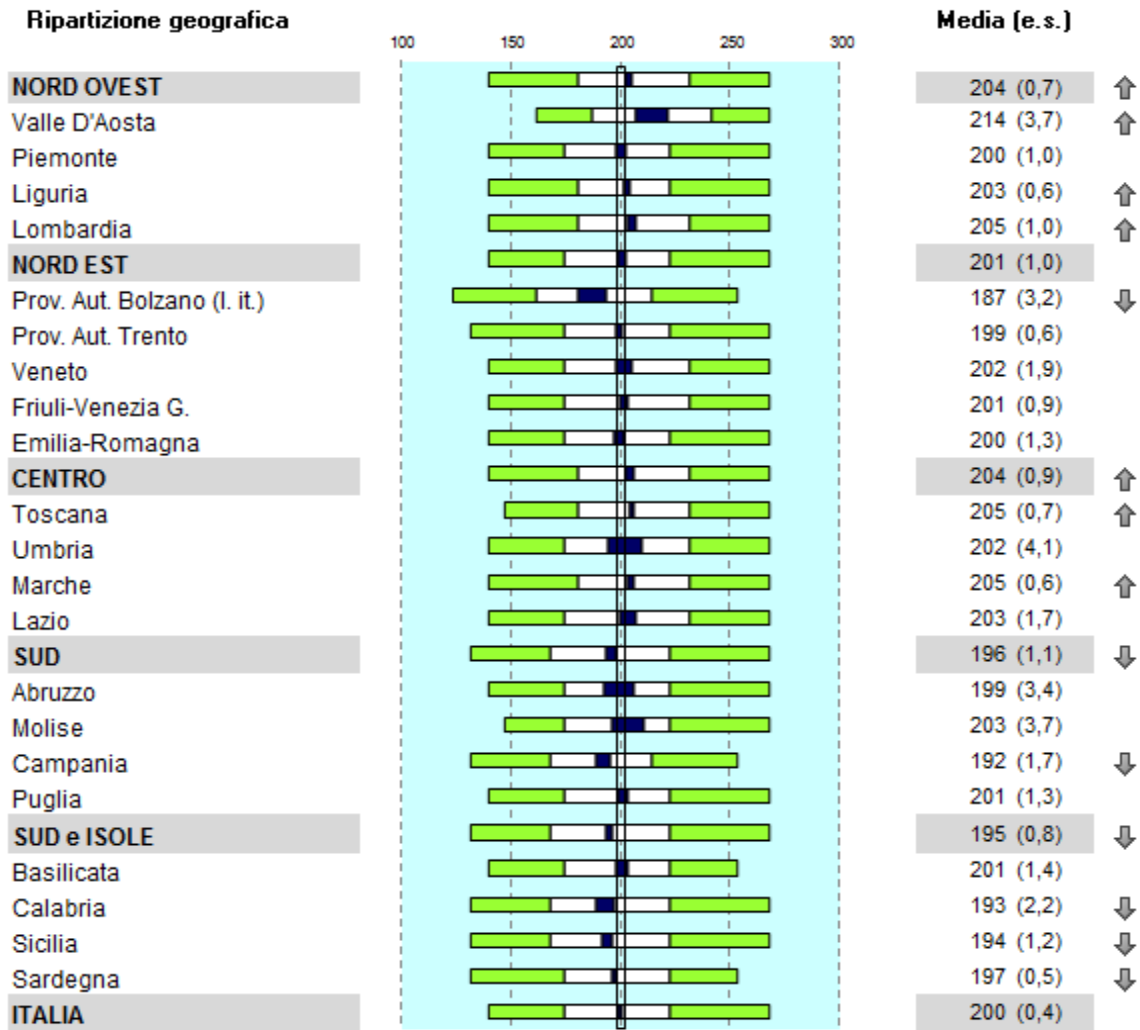 Ripartizione geografica Media (e.s.)
100 150 200 250 300
NORD OVEST 204 (0,7)
Valle D'Aosta 214 (3,7)
Piemonte 200 (1,0)
Liguria 203 (0,6)
Lombardia 205 (1,0)
NORD EST 201 (1,0)
Prov. Aut. Bolzano (l. it.) 187 (3,2)
Prov. Aut. Trento 199 (0,6)
Veneto 202 (1,9)
Friuli-Venezia G. 201 (0,9)
Emilia-Romagna 200 (1,3)
CENTRO 204 (0,9)
Toscana 205 (0,7)
Umbria 202 (4,1)
Marche 205 (0,6)
Lazio 203 (1,7)
SUD 196 (1,1)
Abruzzo 199 (3,4)
Molise 203 (3,7)
Campania 192 (1,7)
Puglia 201 (1,3)
SUD e ISOLE 195 (0,8)
Basilicata 201 (1,4)
Calabria 193 (2,2)
Sicilia 194 (1,2)
Sardegna 197 (0,5)
ITALIA 200 (0,4)